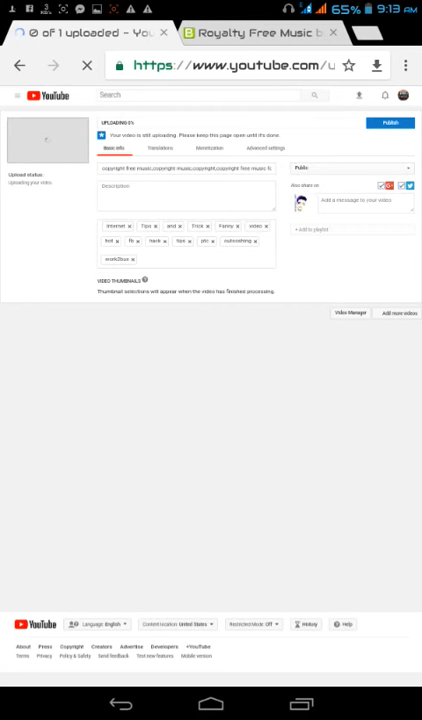 65% 9:13 AM
0 of 1 uploaded - You
Royalty Free Music b
https://www.youtube.com/u
YouTube Search
UPLOADING 0% Publish
Your video is still uploading. Please keep this page open until it's done.
Basic info Translations Monetization Advanced settings
Upload status:
Uploading your video.
copyright free music,copyright music,copyright,copyright free music fo
Public
Also share on
Description
Add a message to your video
+ Add to playlist
Internet × Tips × and × Trick × Fanny × video ×
hot × fb × hack × tips × ptc ×
work2bux ×
VIDEO THUMBNAILS
Thumbnail selections will appear when the video has finished processing.
Video Manager Add more videos
YouTube Language: English Content location: United States Restricted Mode: Off History Help
About Press Copyright Creators Advertise Developers +YouTube
Terms Privacy Policy & Safety Send feedback Test new features Mobile version